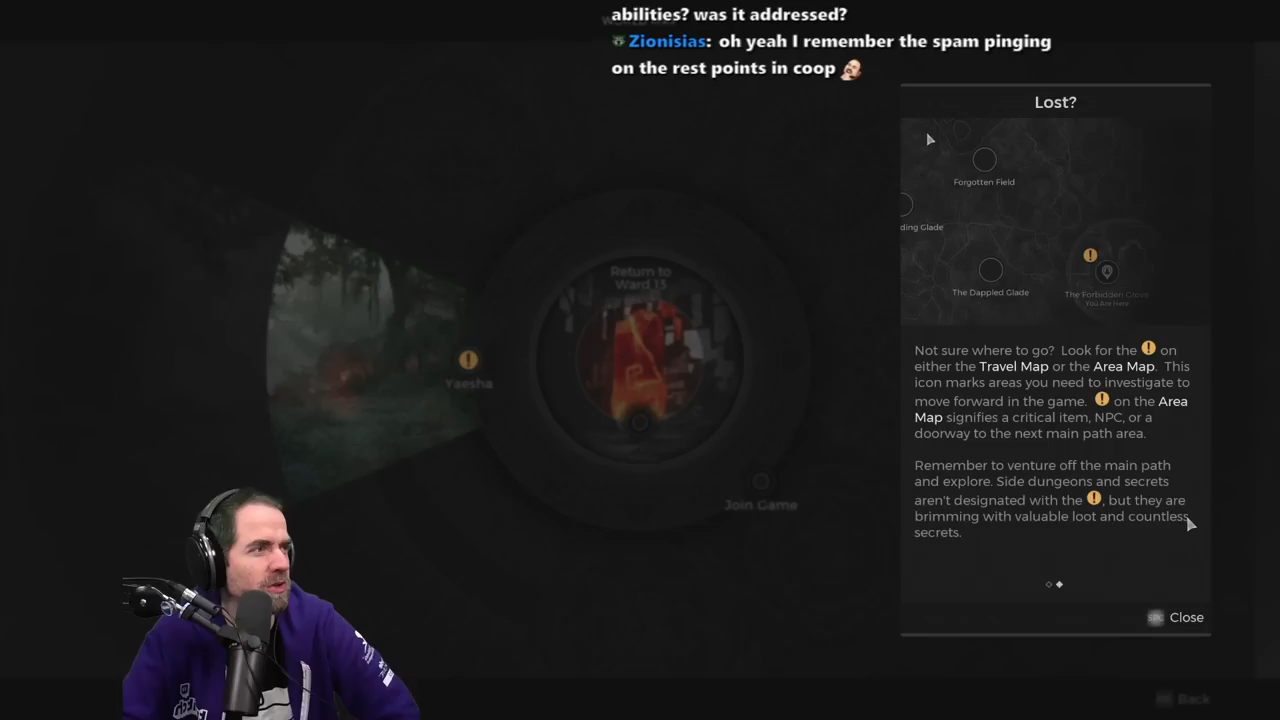 abilities? was it addressed?
Zionisias: oh yeah I remember the spam pinging
on the rest points in coop
Lost?
Forgotten Field
ding Glade
The Dappled Glade
The Forbidden Grove
You Are Here
Return to
Ward 13
Yaesha
Join Game
Not sure where to go? Look for the ! on
either the Travel Map or the Area Map. This
icon marks areas you need to investigate to
move forward in the game. ! on the Area
Map signifies a critical item, NPC, or a
doorway to the next main path area.
Remember to venture off the main path
and explore. Side dungeons and secrets
aren't designated with the !, but they are
brimming with valuable loot and countless
secrets.
Close
Back